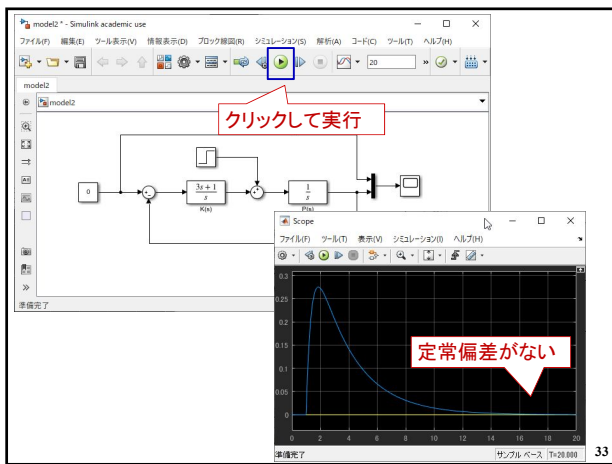 model2 * - Simulink academic use
ファイル(F) 編集(E) ツール表示(V) 情報表示(D) ブロック線図(R) シミュレーション(S) 解析(A) コード(C) ツール(T) ヘルプ(H)
20
model2
model2
クリックして実行
0
3s + 1
s
K(s)
1
s
P(s)
準備完了
Scope
ファイル(F) ツール(T) 表示(V) シミュレーション(I) ヘルプ(H)
0.3
0.25
0.2
0.15
0.1
0.05
0
定常偏差がない
0 2 4 6 8 10 12 14 16 18 20
準備完了
サンプル ベース T=20.000
33